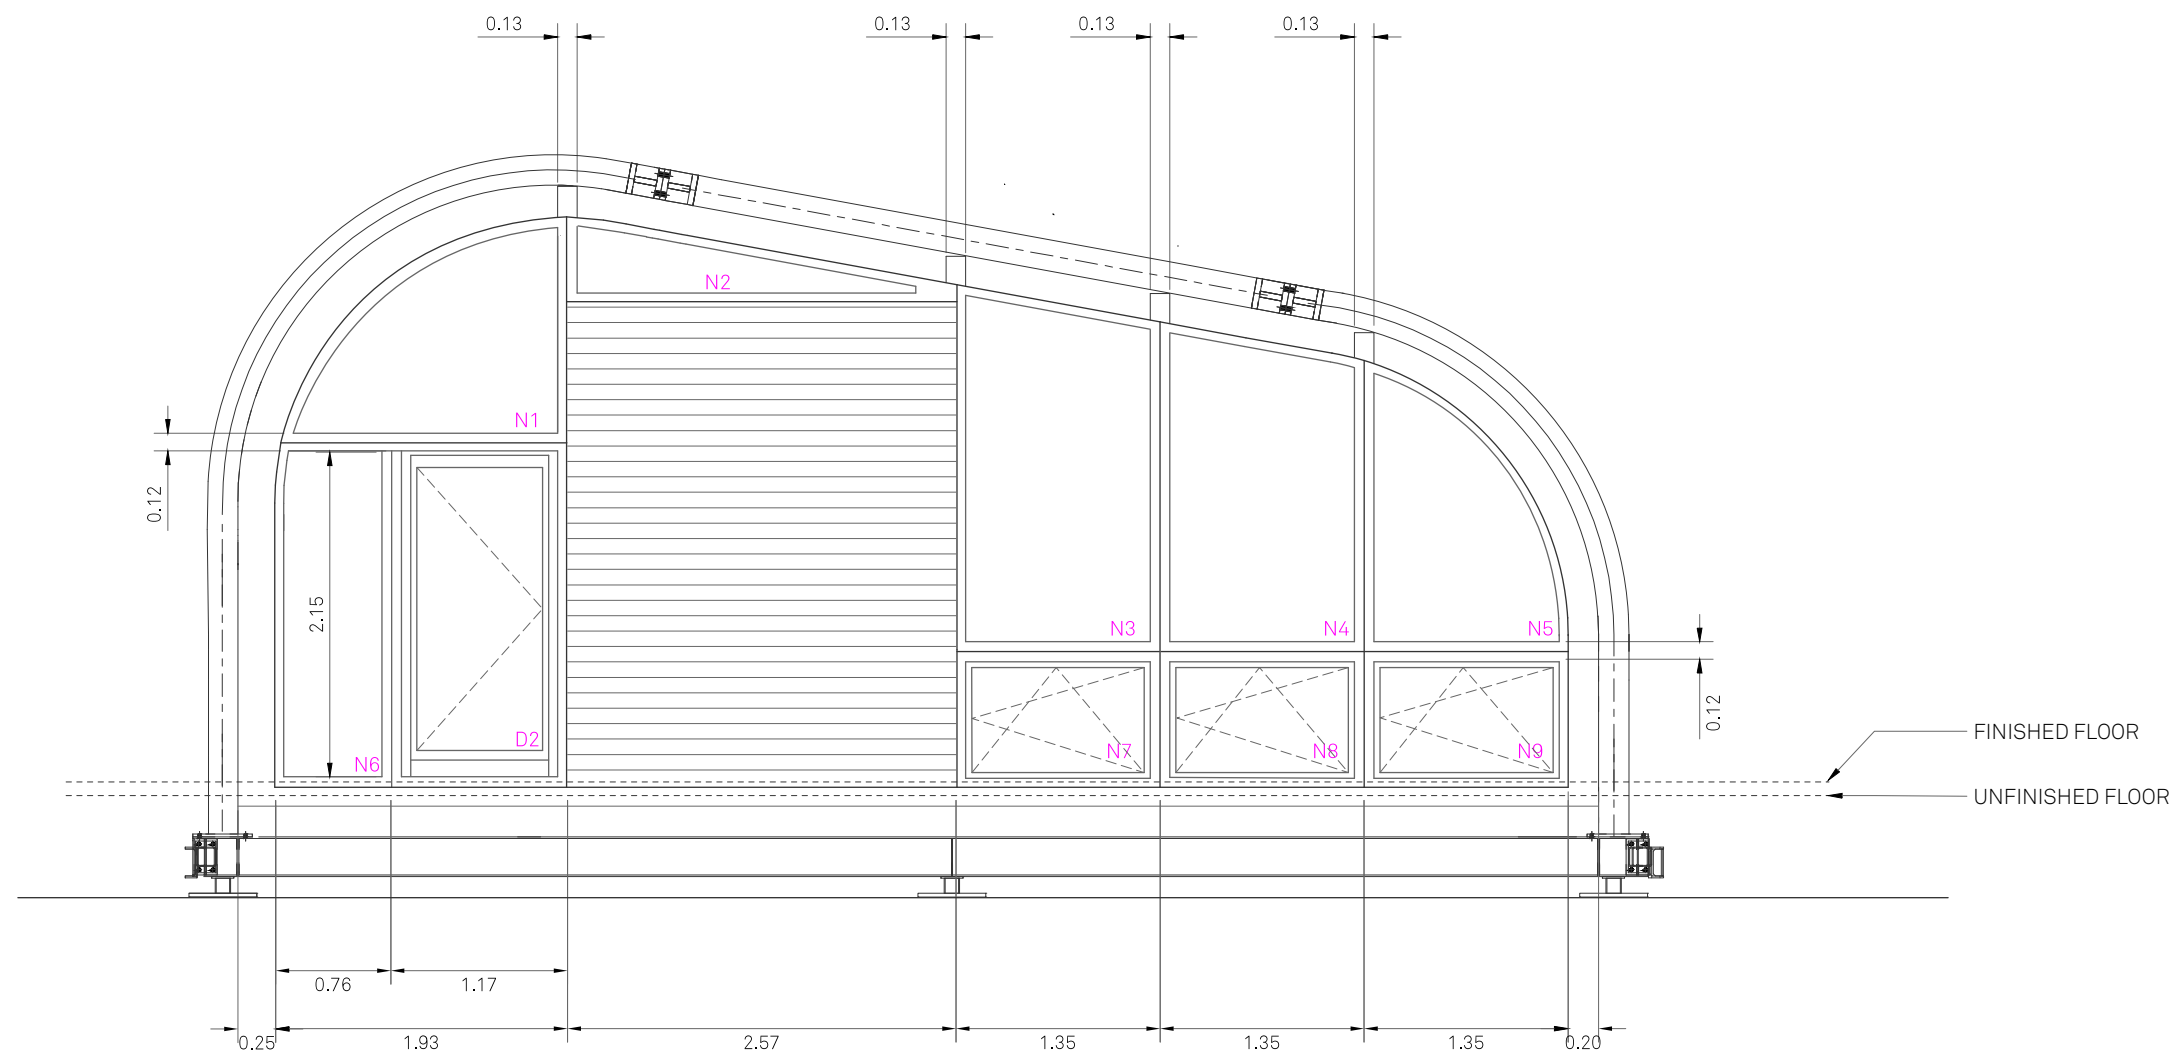 0.13
0.13
0.13
0.13
N2
N1
0.12
2.15
N3
N4
N5
0.12
D2
N6
N7
N8
N9
FINISHED FLOOR
UNFINISHED FLOOR
0.76
1.17
0.25
1.93
2.57
1.35
1.35
1.35
0.20